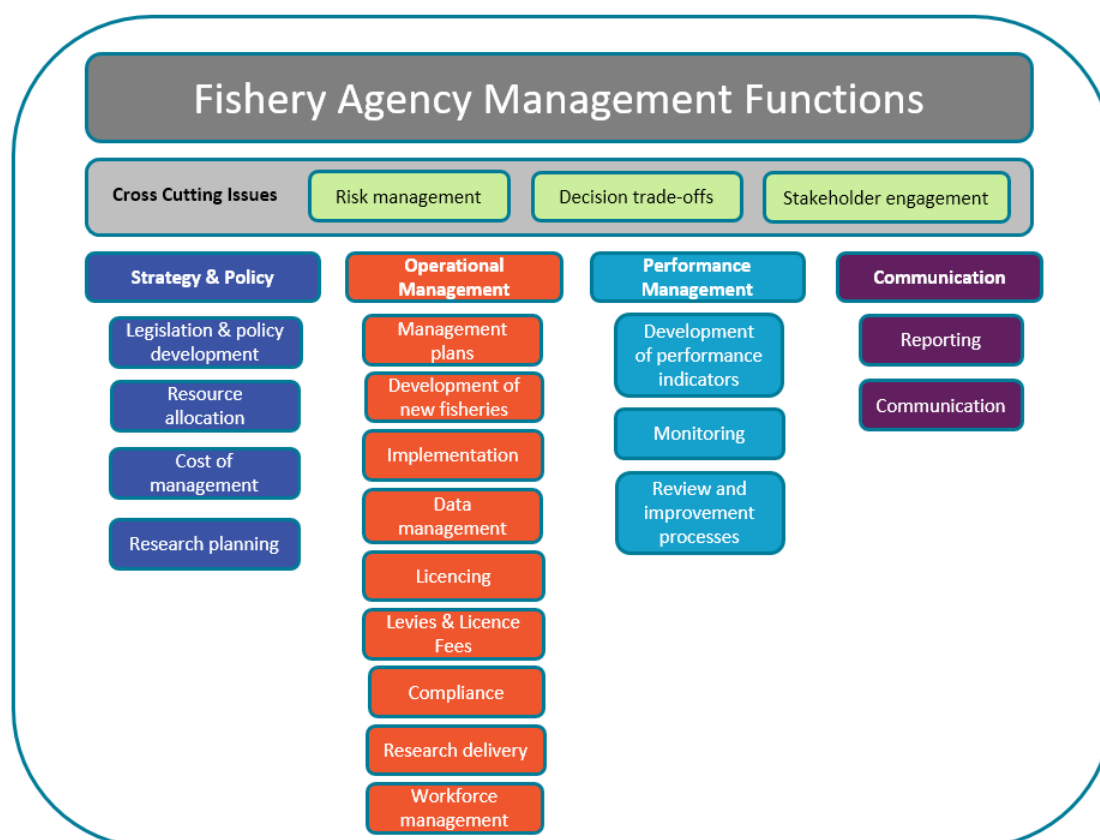 Fishery Agency Management Functions
Cross Cutting Issues
Risk management
Decision trade-offs
Stakeholder engagement
Strategy & Policy
Legislation & policy
development
Resource
allocation
Cost of
management
Research planning
Operational
Management
Management
plans
Development of
new fisheries
Implementation
Data
management
Licencing
Levies & Licence
Fees
Compliance
Research delivery
Workforce
management
Performance
Management
Development
of performance
indicators
Monitoring
Review and
improvement
processes
Communication
Reporting
Communication